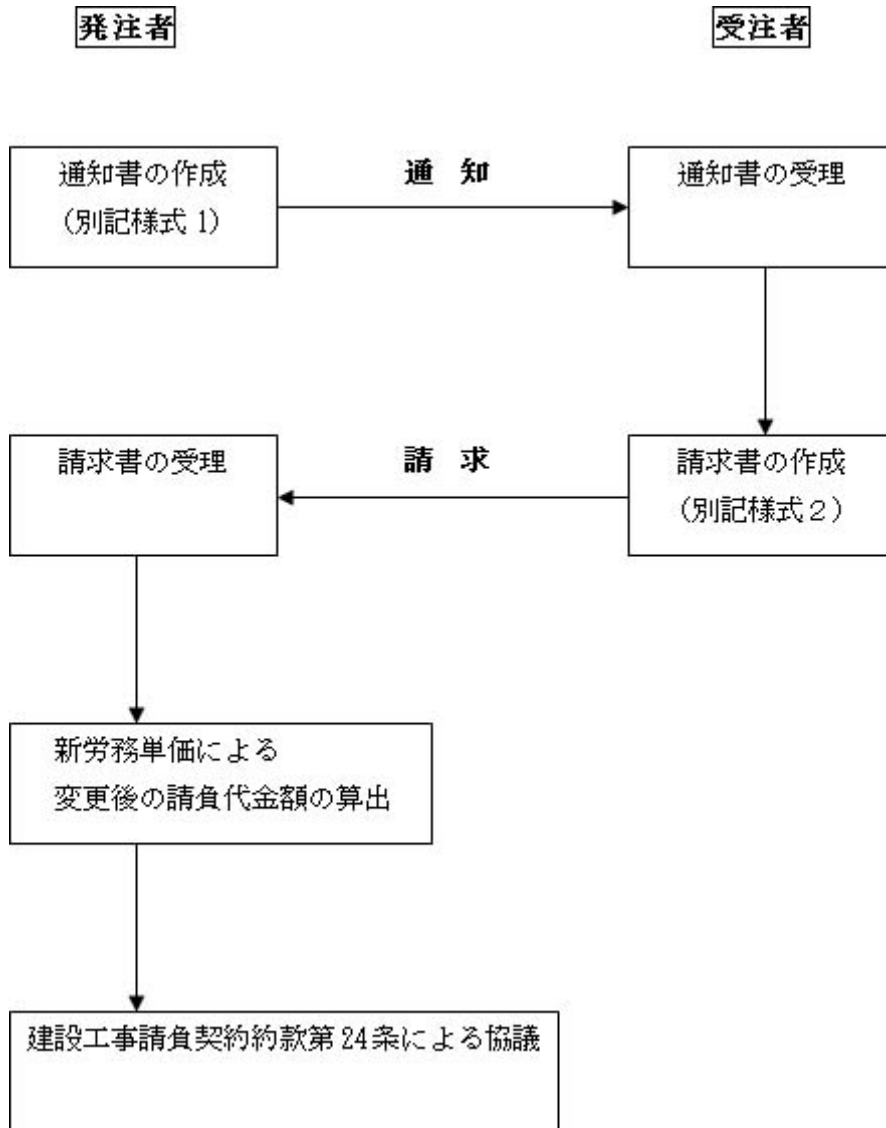 発注者
受注者
通知書の作成
(別記様式1)
通 知
通知書の受理
請求書の受理
請 求
請求書の作成
(別記様式2)
新労務単価による
変更後の請負代金額の算出
建設工事請負契約約款第24条による協議